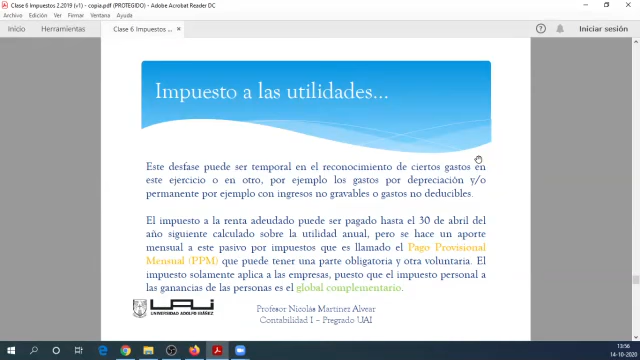 Clase 6 Impuestos 2.2019 (v1) - copia.pdf (PROTEGIDO) - Adobe Acrobat Reader DC
Archivo Edición Ver Firmar Ventana Ayuda
Inicio Herramientas Clase 6 Impuestos ... × Iniciar sesión
Impuesto a las utilidades...
Este desfase puede ser temporal en el reconocimiento de ciertos gastos en
este ejercicio o en otro, por ejemplo los gastos por depreciación y/o
permanente por ejemplo con ingresos no gravables o gastos no deducibles.
El impuesto a la renta adeudado puede ser pagado hasta el 30 de abril del
año siguiente calculado sobre la utilidad anual, pero se hace un aporte
mensual a este pasivo por impuestos que es llamado el Pago Provisional
Mensual (PPM) que puede tener una parte obligatoria y otra voluntaria. El
impuesto solamente aplica a las empresas, puesto que el impuesto personal a
las ganancias de las personas es el global complementario.
UAI
UNIVERSIDAD ADOLFO IBÁÑEZ
Profesor Nicolás Martínez Alvear
Contabilidad I – Pregrado UAI
13:56
14-10-2020